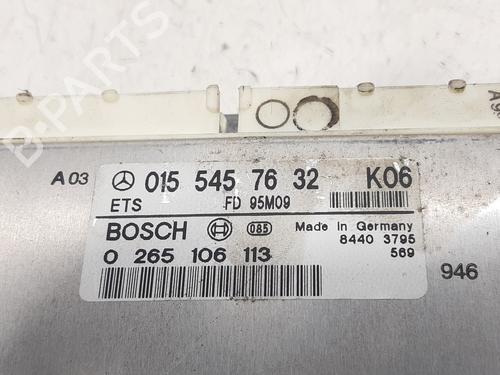 B-PARTS
A 03
015 545 76 32 K06
ETS FD 95M09
BOSCH 085 Made in Germany
0 265 106 113 8440 3795
569
946